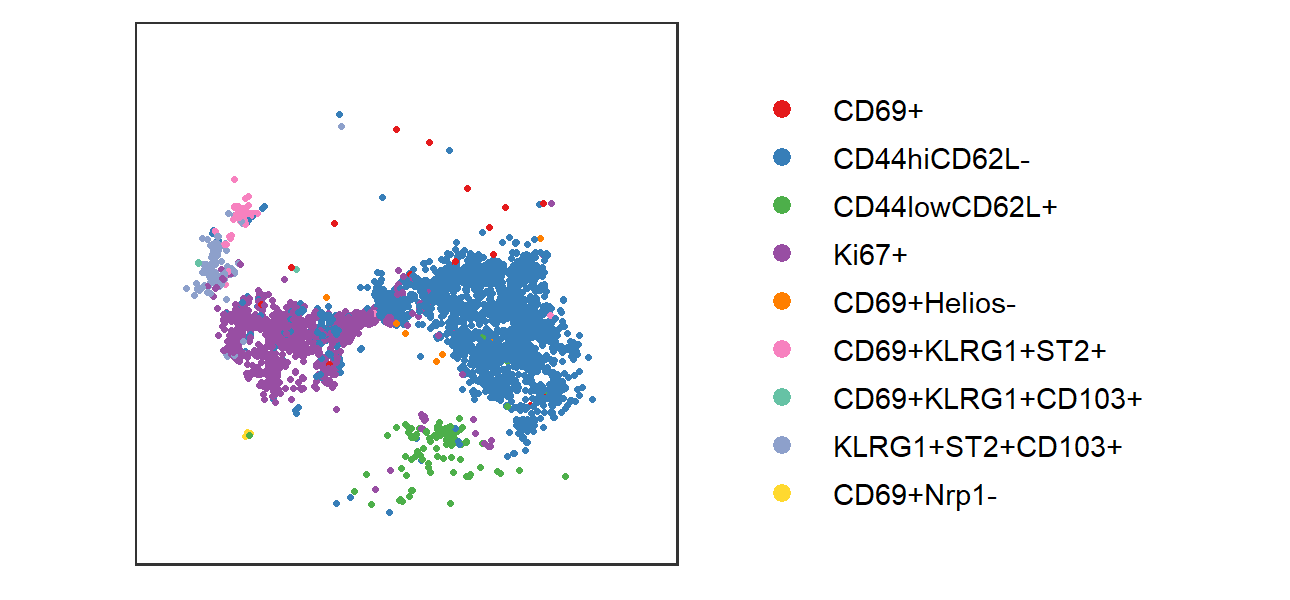 CD69+
CD44hiCD62L-
CD44lowCD62L+
Ki67+
CD69+Helios-
CD69+KLRG1+ST2+
CD69+KLRG1+CD103+
KLRG1+ST2+CD103+
CD69+Nrp1-